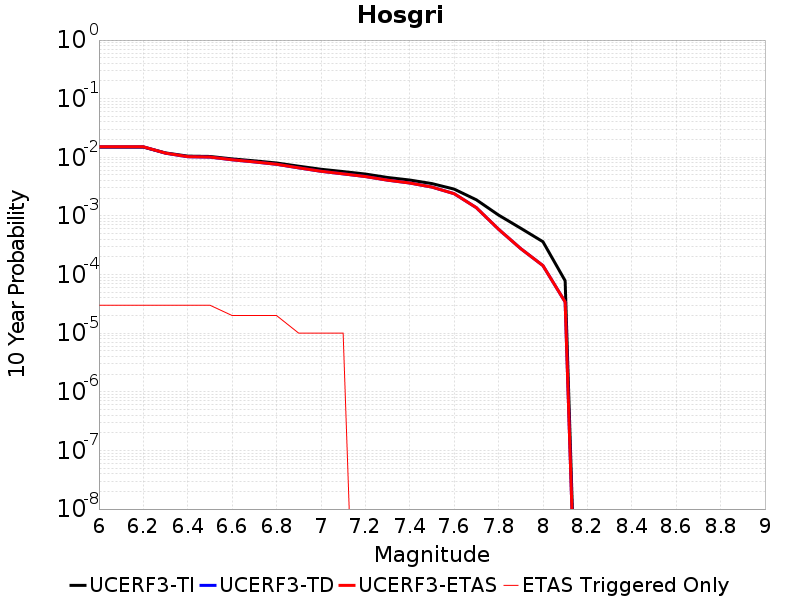 Hosgri
10 Year Probability
10^0
10^-1
10^-2
10^-3
10^-4
10^-5
10^-6
10^-7
10^-8
6 6.2 6.4 6.6 6.8 7 7.2 7.4 7.6 7.8 8 8.2 8.4 8.6 8.8 9
Magnitude
UCERF3-TI UCERF3-TD UCERF3-ETAS ETAS Triggered Only